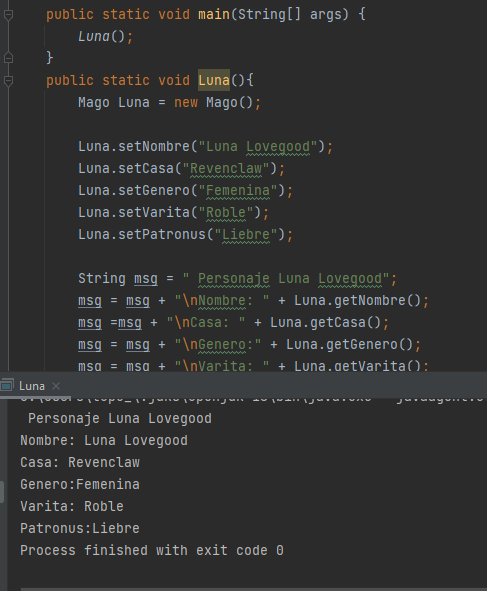 public static void main(String[] args) {
Luna();
}
public static void Luna(){
Mago Luna = new Mago();
Luna.setNombre("Luna Lovegood");
Luna.setCasa("Revenclaw");
Luna.setGenero("Femenina");
Luna.setVarita("Roble");
Luna.setPatronus("Liebre");
String msg = " Personaje Luna Lovegood";
msg = msg + "\nNombre: " + Luna.getNombre();
msg =msg + "\nCasa: " + Luna.getCasa();
msg = msg + "\nGenero:" + Luna.getGenero();
msg = msg + "\nVarita: " + Luna.getVarita();
Luna
Personaje Luna Lovegood
Nombre: Luna Lovegood
Casa: Revenclaw
Genero:Femenina
Varita: Roble
Patronus:Liebre
Process finished with exit code 0